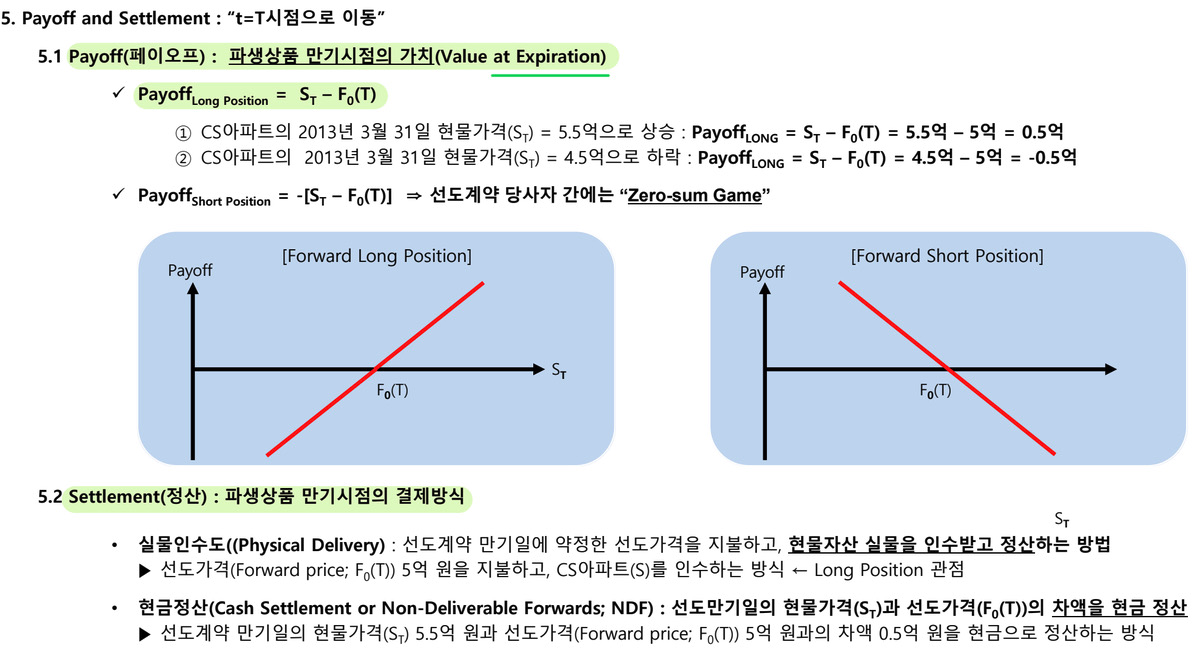 5. Payoff and Settlement : “t=T시점으로 이동”
5.1 Payoff(페이오프) : 파생상품 만기시점의 가치(Value at Expiration)
✓ Payoff_Long Position = S_T – F_0(T)
① CS아파트의 2013년 3월 31일 현물가격(S_T) = 5.5억으로 상승 : Payoff_LONG = S_T – F_0(T) = 5.5억 – 5억 = 0.5억
② CS아파트의 2013년 3월 31일 현물가격(S_T) = 4.5억으로 하락 : Payoff_LONG = S_T – F_0(T) = 4.5억 – 5억 = -0.5억
✓ Payoff_Short Position = -[S_T – F_0(T)] ⇒ 선도계약 당사자 간에는 “Zero-sum Game”
[Forward Long Position]
Payoff
S_T
F_0(T)
[Forward Short Position]
Payoff
F_0(T)
S_T
5.2 Settlement(정산) : 파생상품 만기시점의 결제방식
• 실물인수도((Physical Delivery) : 선도계약 만기일에 약정한 선도가격을 지불하고, 현물자산 실물을 인수받고 정산하는 방법
▶ 선도가격(Forward price; F_0(T)) 5억 원을 지불하고, CS아파트(S)를 인수하는 방식 ← Long Position 관점
• 현금정산(Cash Settlement or Non-Deliverable Forwards; NDF) : 선도만기일의 현물가격(S_T)과 선도가격(F_0(T))의 차액을 현금 정산
▶ 선도계약 만기일의 현물가격(S_T) 5.5억 원과 선도가격(Forward price; F_0(T)) 5억 원과의 차액 0.5억 원을 현금으로 정산하는 방식